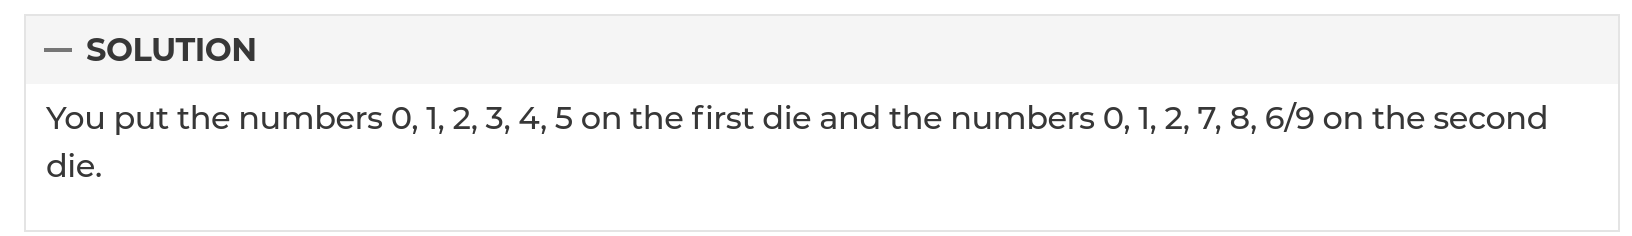 — SOLUTION
You put the numbers 0, 1, 2, 3, 4, 5 on the first die and the numbers 0, 1, 2, 7, 8, 6/9 on the second
die.